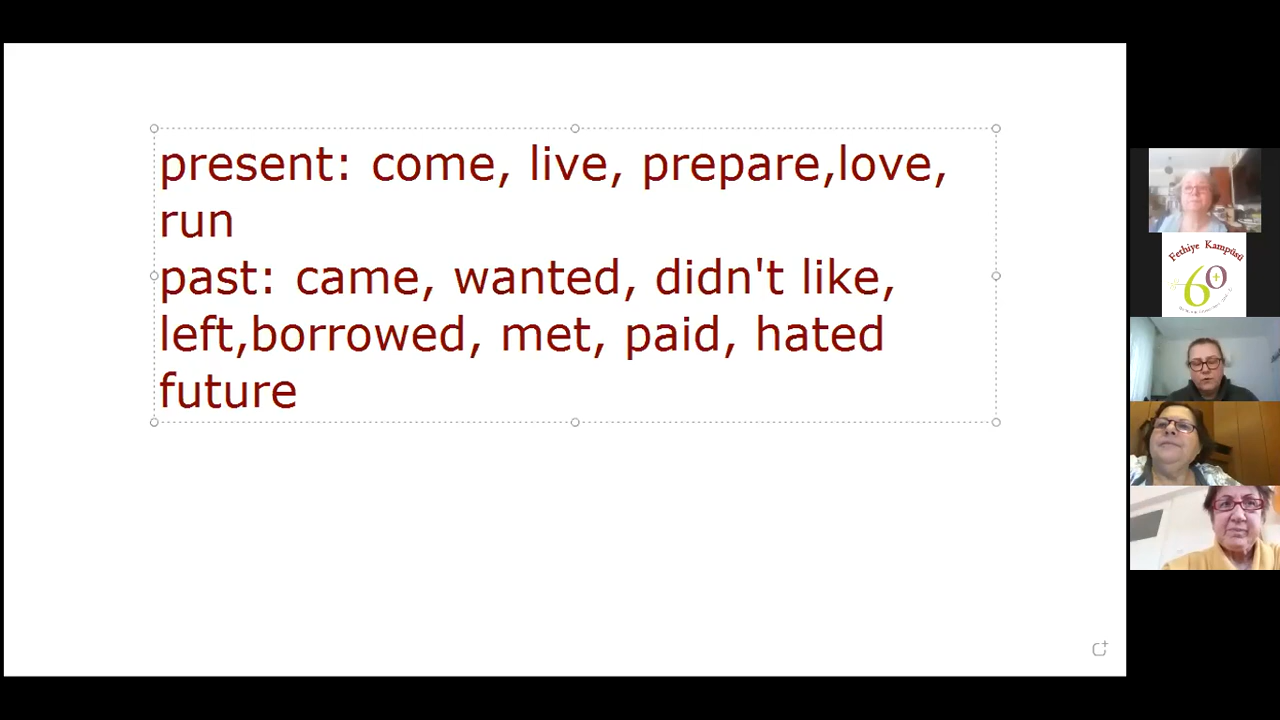 present: come, live, prepare,love,
run
past: came, wanted, didn't like,
left,borrowed, met, paid, hated
future
Fethiye Kampüsü
60+